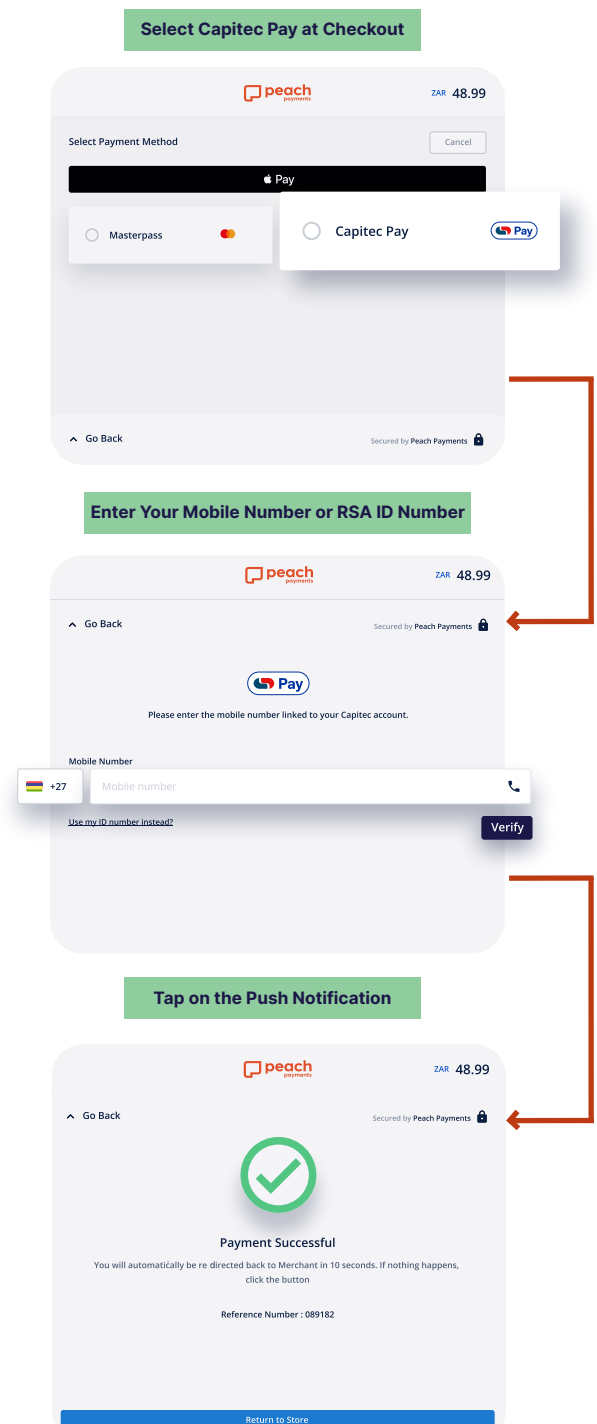 Select Capitec Pay at Checkout
peach
payments
ZAR 48.99
Select Payment Method
Cancel
Pay
Masterpass
Capitec Pay
Pay
Go Back
Secured by Peach Payments
Enter Your Mobile Number or RSA ID Number
peach
payments
ZAR 48.99
Go Back
Secured by Peach Payments
Pay
Please enter the mobile number linked to your Capitec account.
Mobile Number
+27
Mobile number
Use my ID number instead?
Verify
Tap on the Push Notification
peach
payments
ZAR 48.99
Go Back
Secured by Peach Payments
Payment Successful
You will automatically be re directed back to Merchant in 10 seconds. If nothing happens,
click the button
Reference Number : 089182
Return to Store